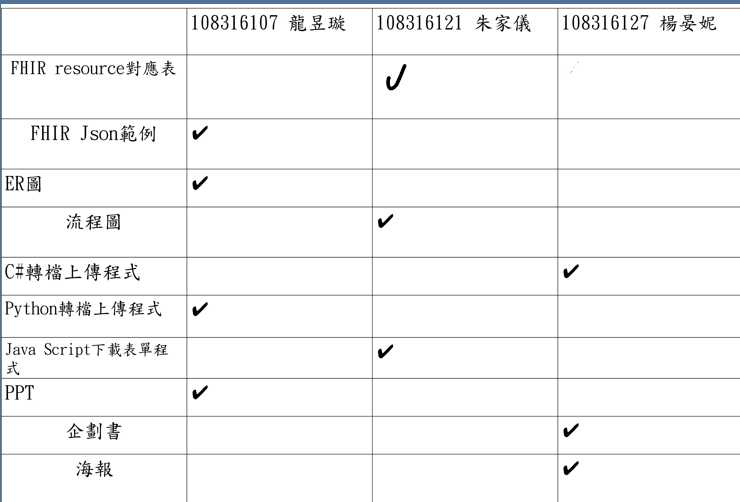 108316107 龍昱璇 108316121 朱家儀 108316127 楊晏妮
FHIR resource對應表 ✓
FHIR Json範例 ✔
ER圖 ✔
流程圖 ✔
C#轉檔上傳程式 ✔
Python轉檔上傳程式 ✔
Java Script下載表單程
式 ✔
PPT ✔
企劃書 ✔
海報 ✔